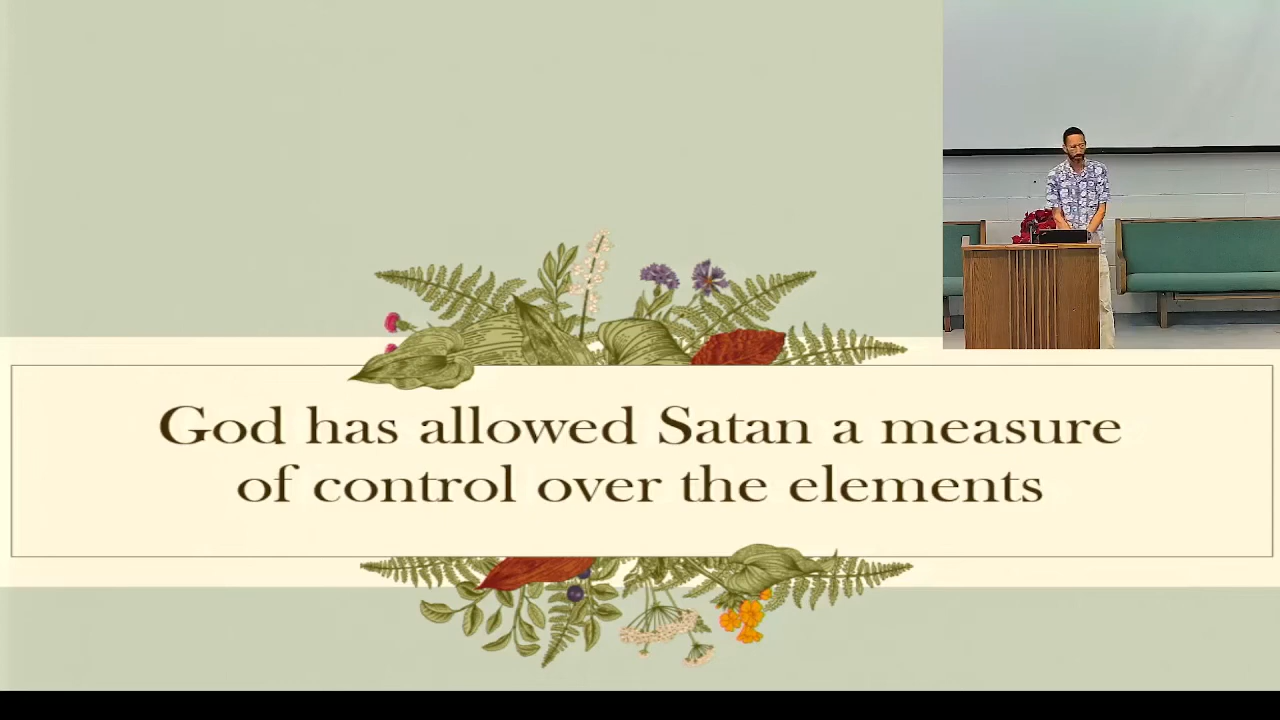 God has allowed Satan a measure
of control over the elements